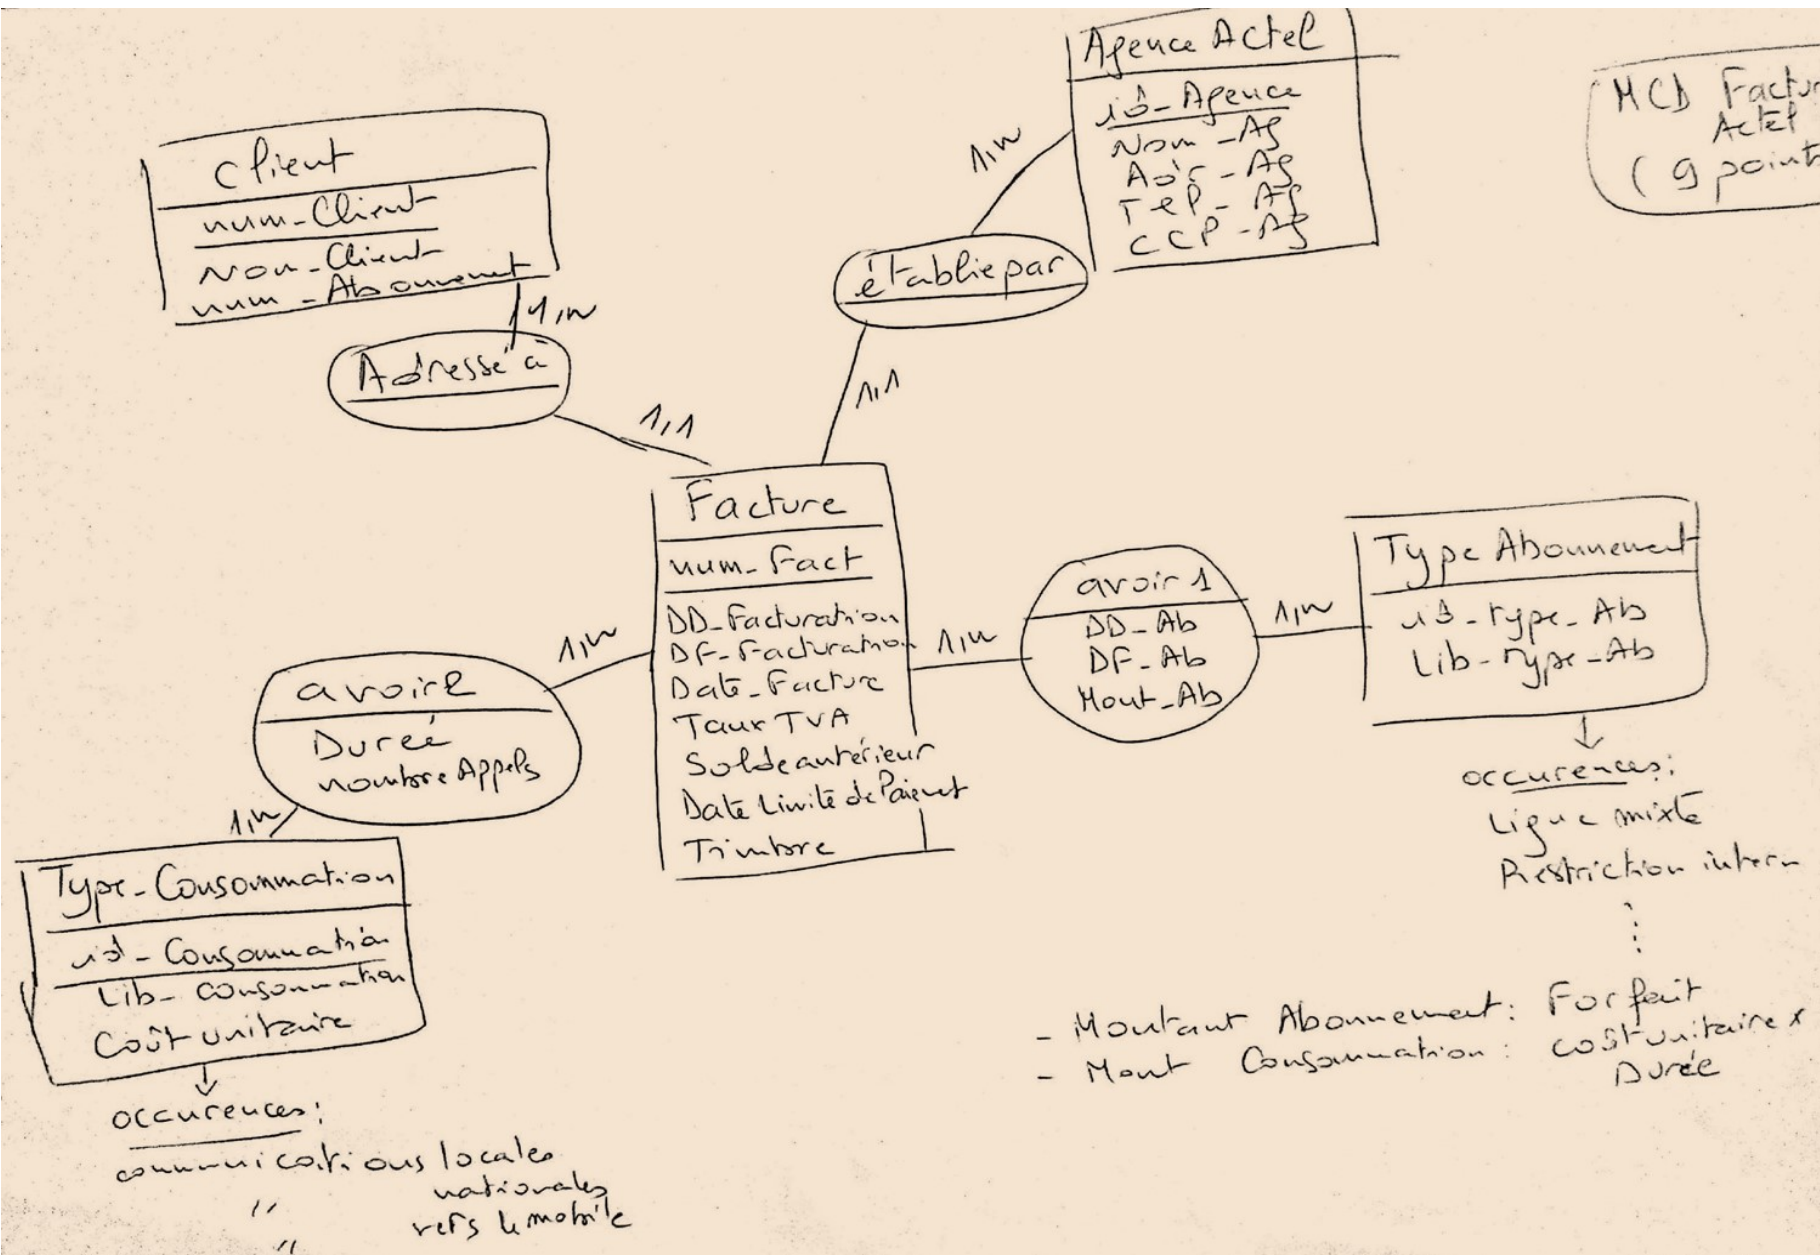 Agence Actel
id_Agence
Nom_Ag
Adr_Ag
Tel_Ag
CCP_Ag
MCD Factur
Actel
(9 points
Client
num_Client
Nom_Client
num_Abonnement
1,n
Adressé à
1,1
1,n
établie par
1,1
Facture
num_Fact
DD_Facturation
DF_Facturation
Date_Facture
Taux TVA
Solde antérieur
Date Limite de Paiemet
Timbre
1,n
avoir 1
DD_Ab
DF_Ab
Mont_Ab
1,n
Type Abonnement
id_type_Ab
Lib_Type_Ab
occurences:
Ligne mixte
Restriction intern
1,n
avoir2
Durée
nombre Appels
1,n
Type_Consommation
id_Consommation
Lib_consommation
Coût unitaire
occurences:
communications locales
" nationales
" vers le mobile
- Montant Abonnement: Forfait
- Mont Consommation: coût unitaire x
Durée